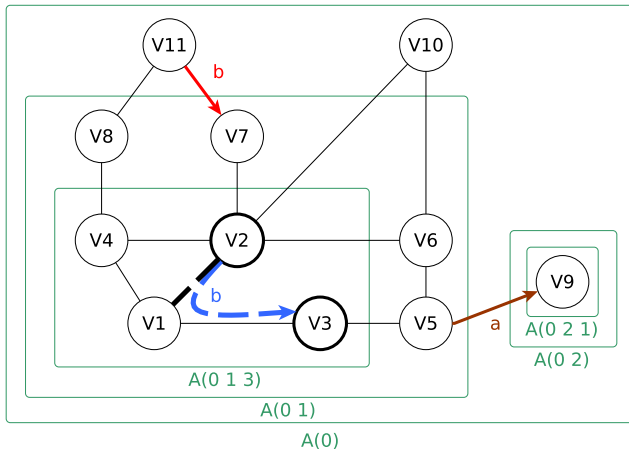 V11
V10
b
V8
V7
V4
V2
V6
V9
b
V1
V3
V5
a
A(0 2 1)
A(0 2)
A(0 1 3)
A(0 1)
A(0)